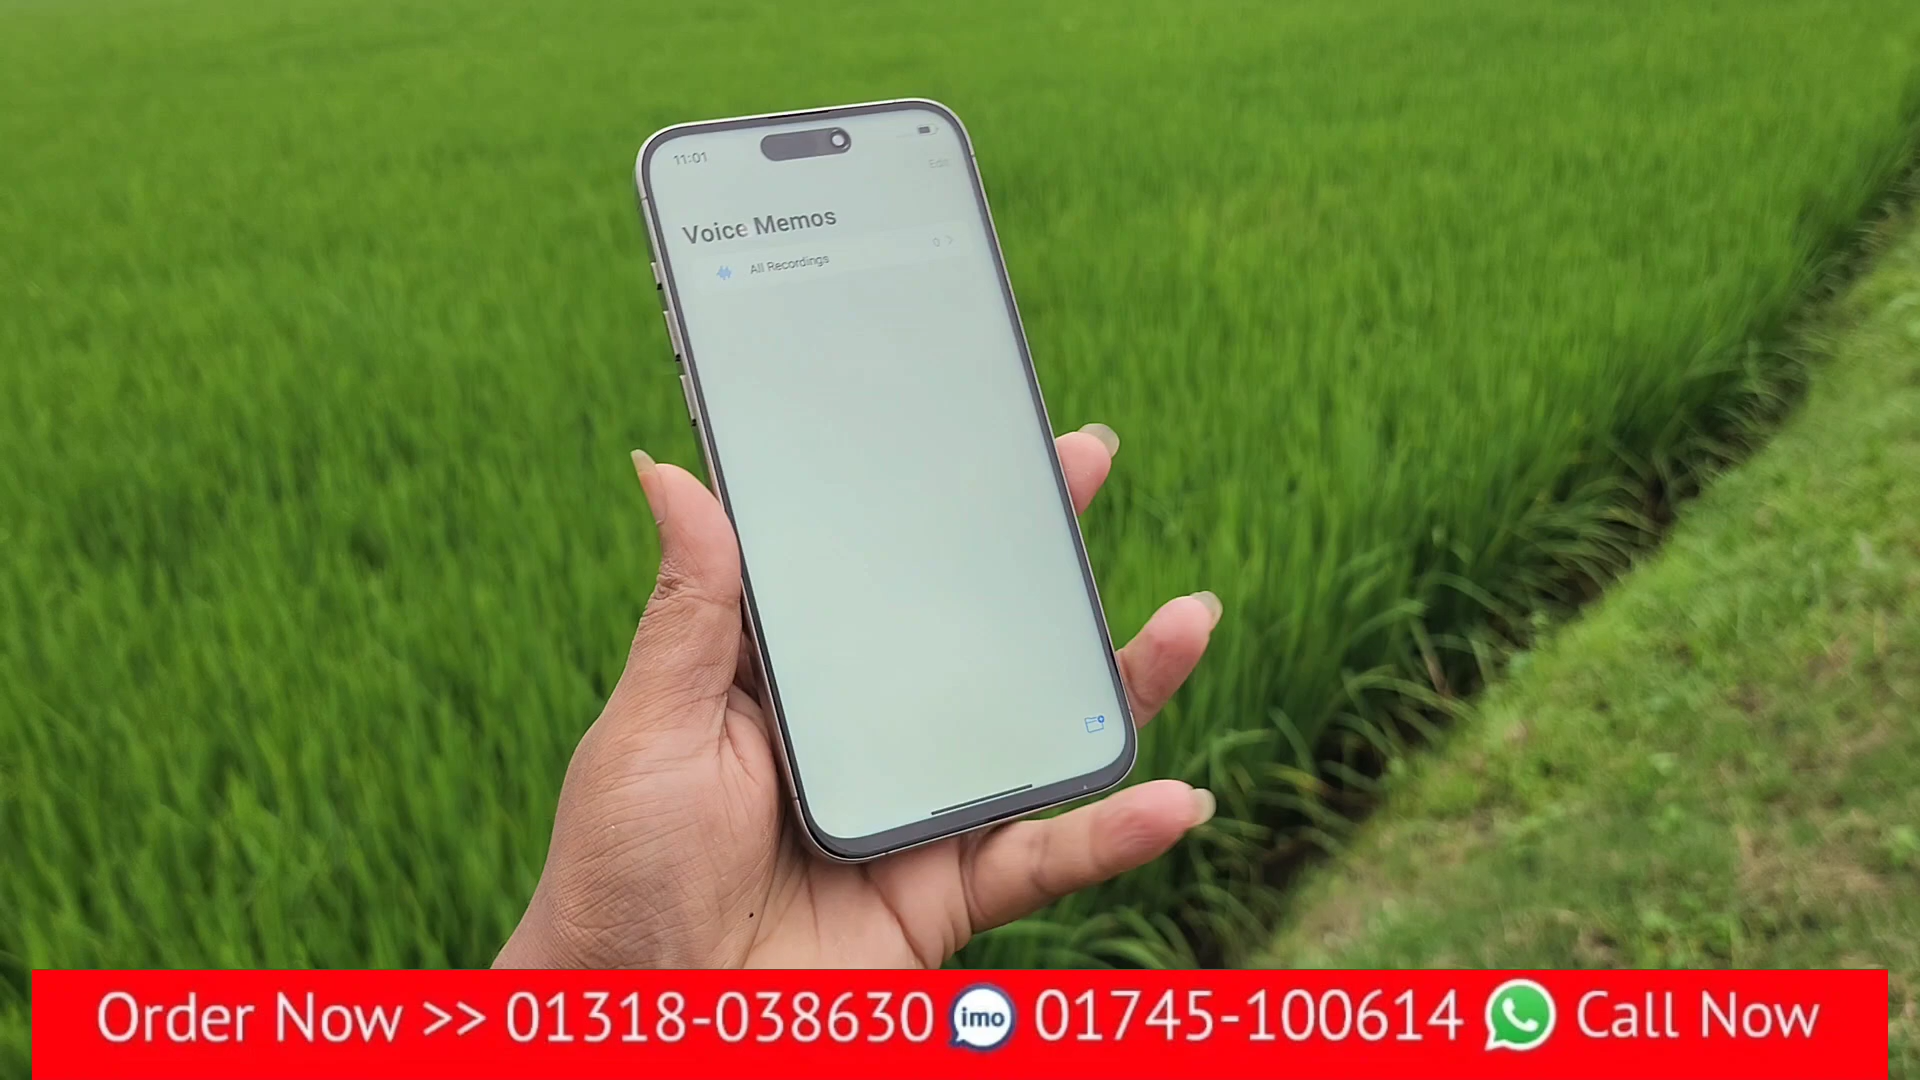 11:01
Edit
Voice Memos
All Recordings 0
Order Now >> 01318-038630 imo 01745-100614 Call Now